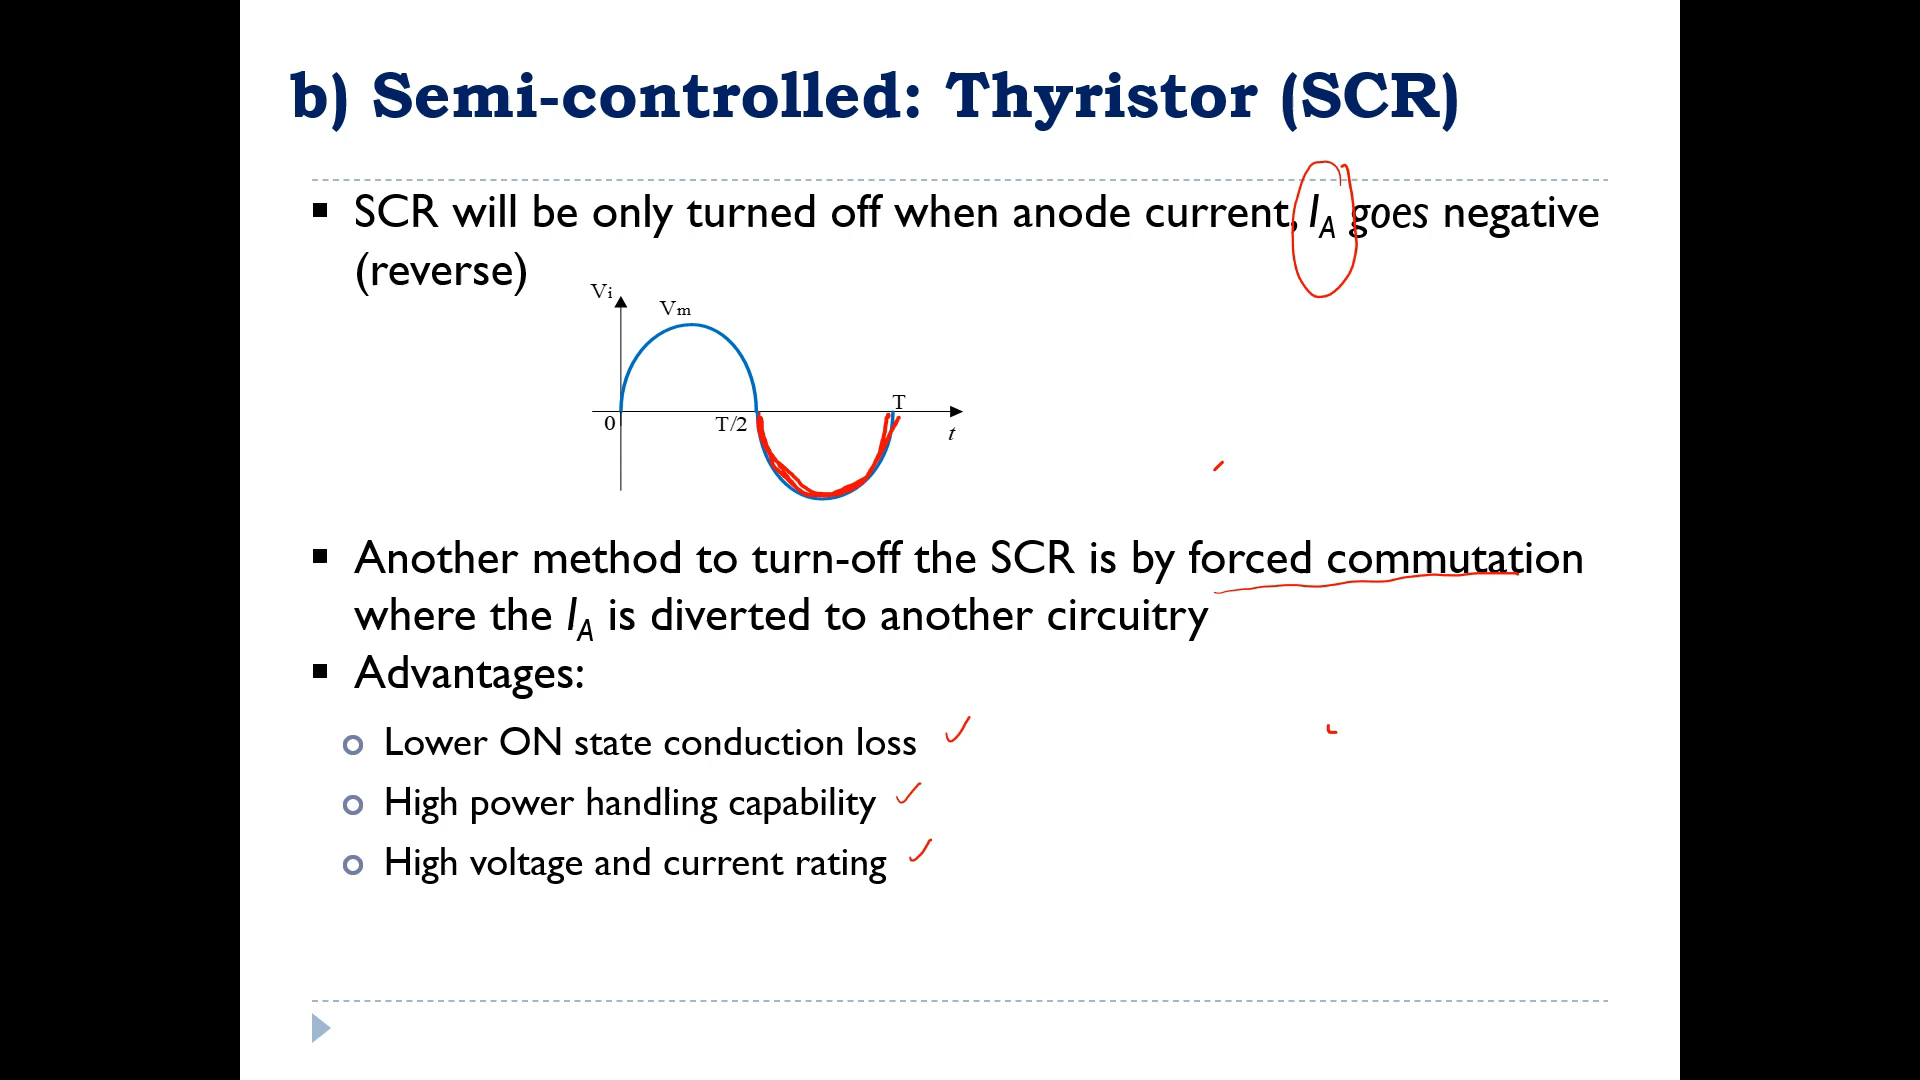 b) Semi-controlled: Thyristor (SCR)
▪ SCR will be only turned off when anode current, I_A goes negative
(reverse)
Vi
Vm
T
0
T/2
t
▪ Another method to turn-off the SCR is by forced commutation
where the I_A is diverted to another circuitry
▪ Advantages:
○ Lower ON state conduction loss
○ High power handling capability
○ High voltage and current rating